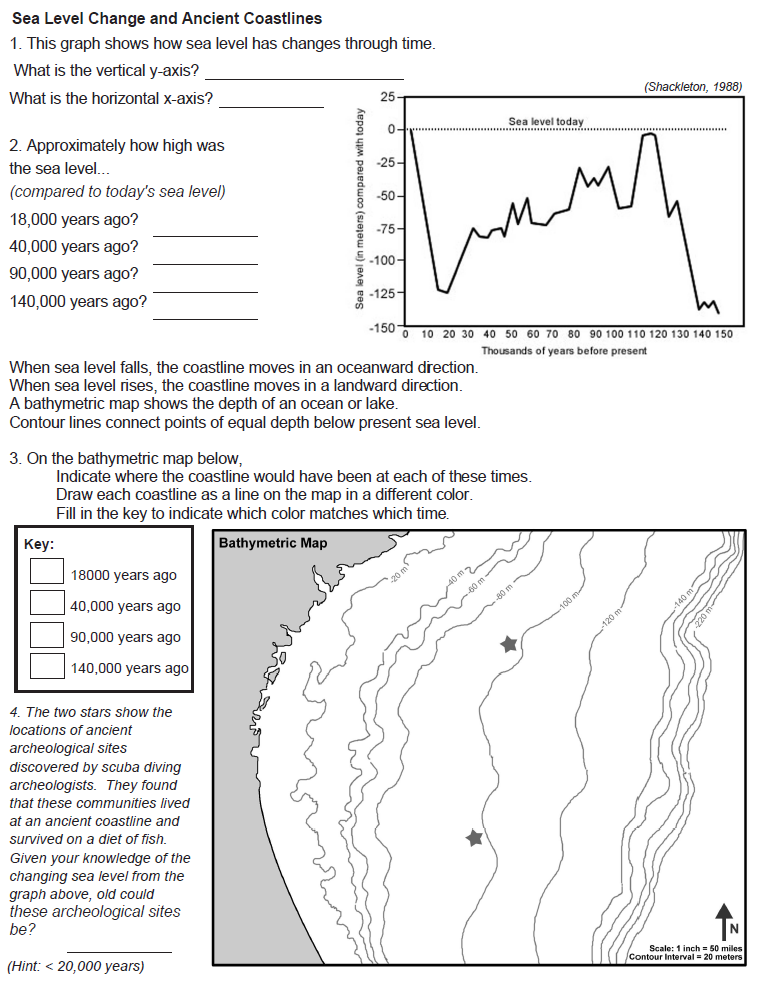 Sea Level Change and Ancient Coastlines
1. This graph shows how sea level has changes through time.
What is the vertical y-axis?
What is the horizontal x-axis?
2. Approximately how high was
the sea level...
(compared to today's sea level)
18,000 years ago?
40,000 years ago?
90,000 years ago?
140,000 years ago?
(Shackleton, 1988)
Sea level today
Sea level (in meters) compared with today
25
0
-25
-50
-75
-100
-125
-150
0 10 20 30 40 50 60 70 80 90 100 110 120 130 140 150
Thousands of years before present
When sea level falls, the coastline moves in an oceanward direction.
When sea level rises, the coastline moves in a landward direction.
A bathymetric map shows the depth of an ocean or lake.
Contour lines connect points of equal depth below present sea level.
3. On the bathymetric map below,
Indicate where the coastline would have been at each of these times.
Draw each coastline as a line on the map in a different color.
Fill in the key to indicate which color matches which time.
Key:
18000 years ago
40,000 years ago
90,000 years ago
140,000 years ago
4. The two stars show the
locations of ancient
archeological sites
discovered by scuba diving
archeologists. They found
that these communities lived
at an ancient coastline and
survived on a diet of fish.
Given your knowledge of the
changing sea level from the
graph above, old could
these archeological sites
be?
(Hint: < 20,000 years)
Bathymetric Map
-20 m
-40 m
-60 m
-80 m
-100 m
-120 m
-140 m
-220 m
N
Scale: 1 inch = 50 miles
Contour Interval = 20 meters